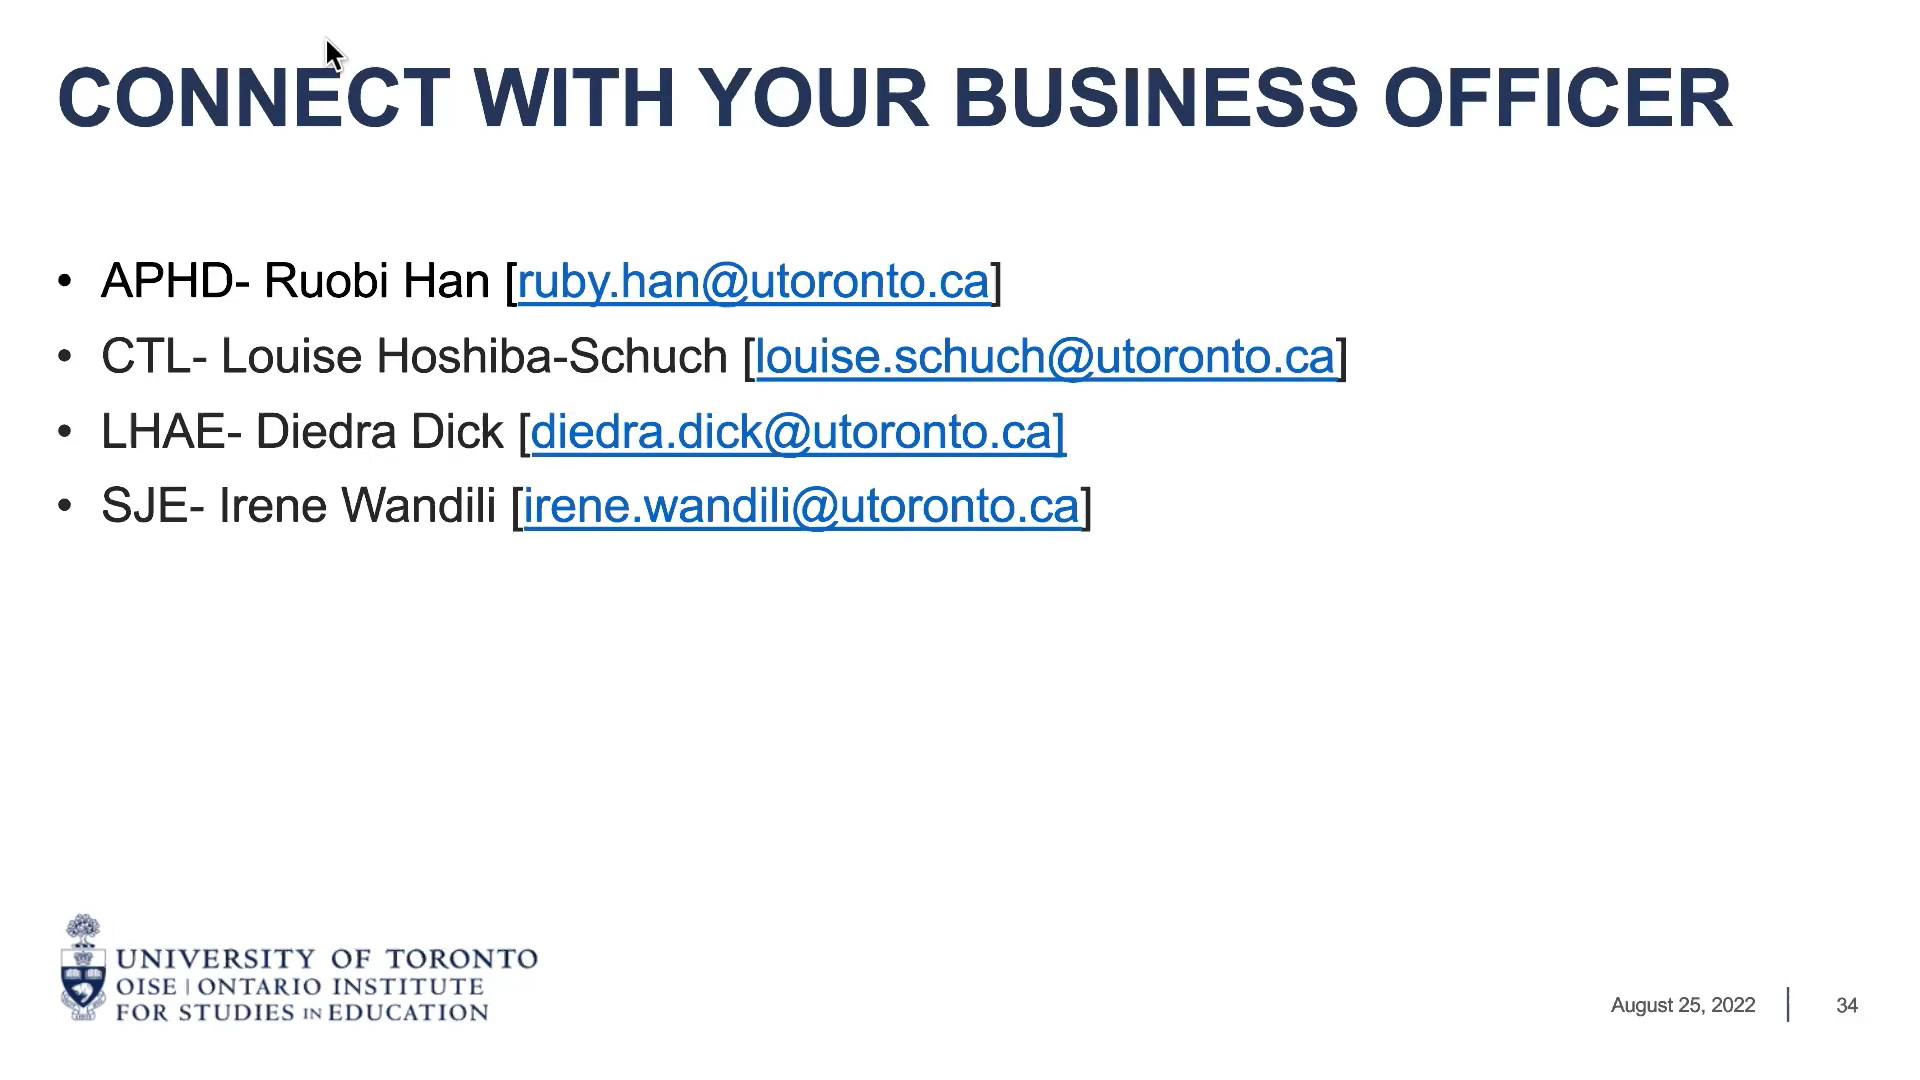 CONNECT WITH YOUR BUSINESS OFFICER
• APHD- Ruobi Han [ruby.han@utoronto.ca]
• CTL- Louise Hoshiba-Schuch [louise.schuch@utoronto.ca]
• LHAE- Diedra Dick [diedra.dick@utoronto.ca]
• SJE- Irene Wandili [irene.wandili@utoronto.ca]
UNIVERSITY OF TORONTO
OISE | ONTARIO INSTITUTE
FOR STUDIES IN EDUCATION
August 25, 2022 | 34